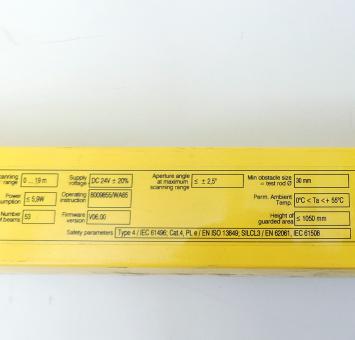 canning range 0 ... 19 m Supply voltage DC 24V ± 20% Aperture angle at maximum scanning range ≤ ± 2,5° Min obstacle size = test rod Ø 30 mm
Power sumption ≤ 5,9W Operating instruction 8009855/WA65 Perm. Ambient Temp. 0°C < Ta < + 55°C
Number of beams 53 Firmware version V06.00 Height of guarded area ≤ 1050 mm
Safety parameters Type 4 / IEC 61496; Cat.4, PL e / EN ISO 13849; SILCL3 / EN 62061, IEC 61508